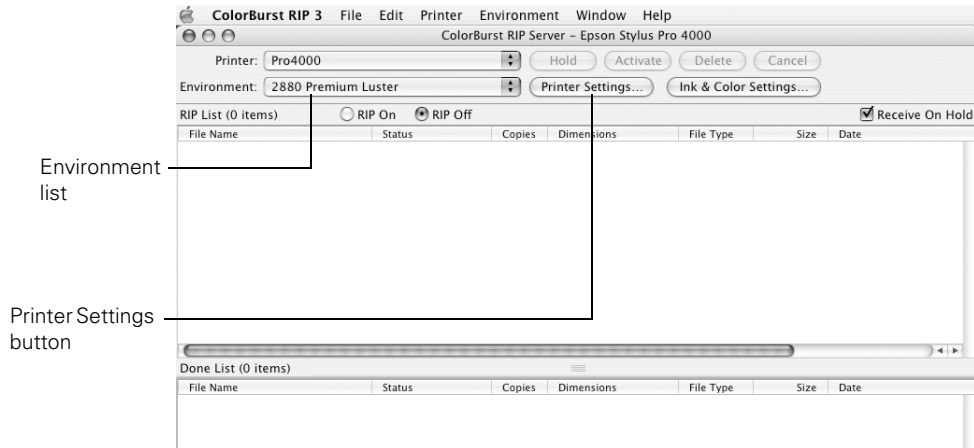 ColorBurst RIP 3 File Edit Printer Environment Window Help
ColorBurst RIP Server – Epson Stylus Pro 4000
Printer: Pro4000 Hold Activate Delete Cancel
Environment: 2880 Premium Luster Printer Settings... Ink & Color Settings...
RIP List (0 items) RIP On RIP Off Receive On Hold
File Name Status Copies Dimensions File Type Size Date
Environment
list
Printer Settings
button
Done List (0 items)
File Name Status Copies Dimensions File Type Size Date